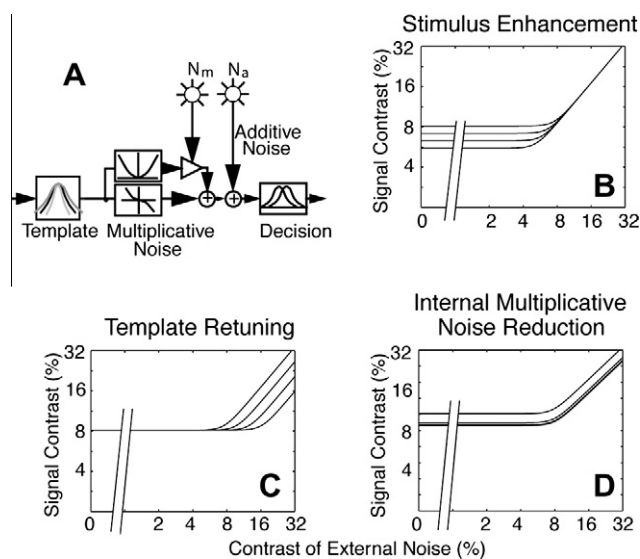 A
Nm
Na
Additive
Noise
Template
Multiplicative
Noise
Decision
Stimulus Enhancement
Signal Contrast (%)
32
16
8
4
0
2
4
8
16
32
B
Template Retuning
Signal Contrast (%)
32
16
8
4
0
2
4
8
16
32
C
Internal Multiplicative
Noise Reduction
Signal Contrast (%)
32
16
8
4
0
2
4
8
16
32
D
Contrast of External Noise (%)